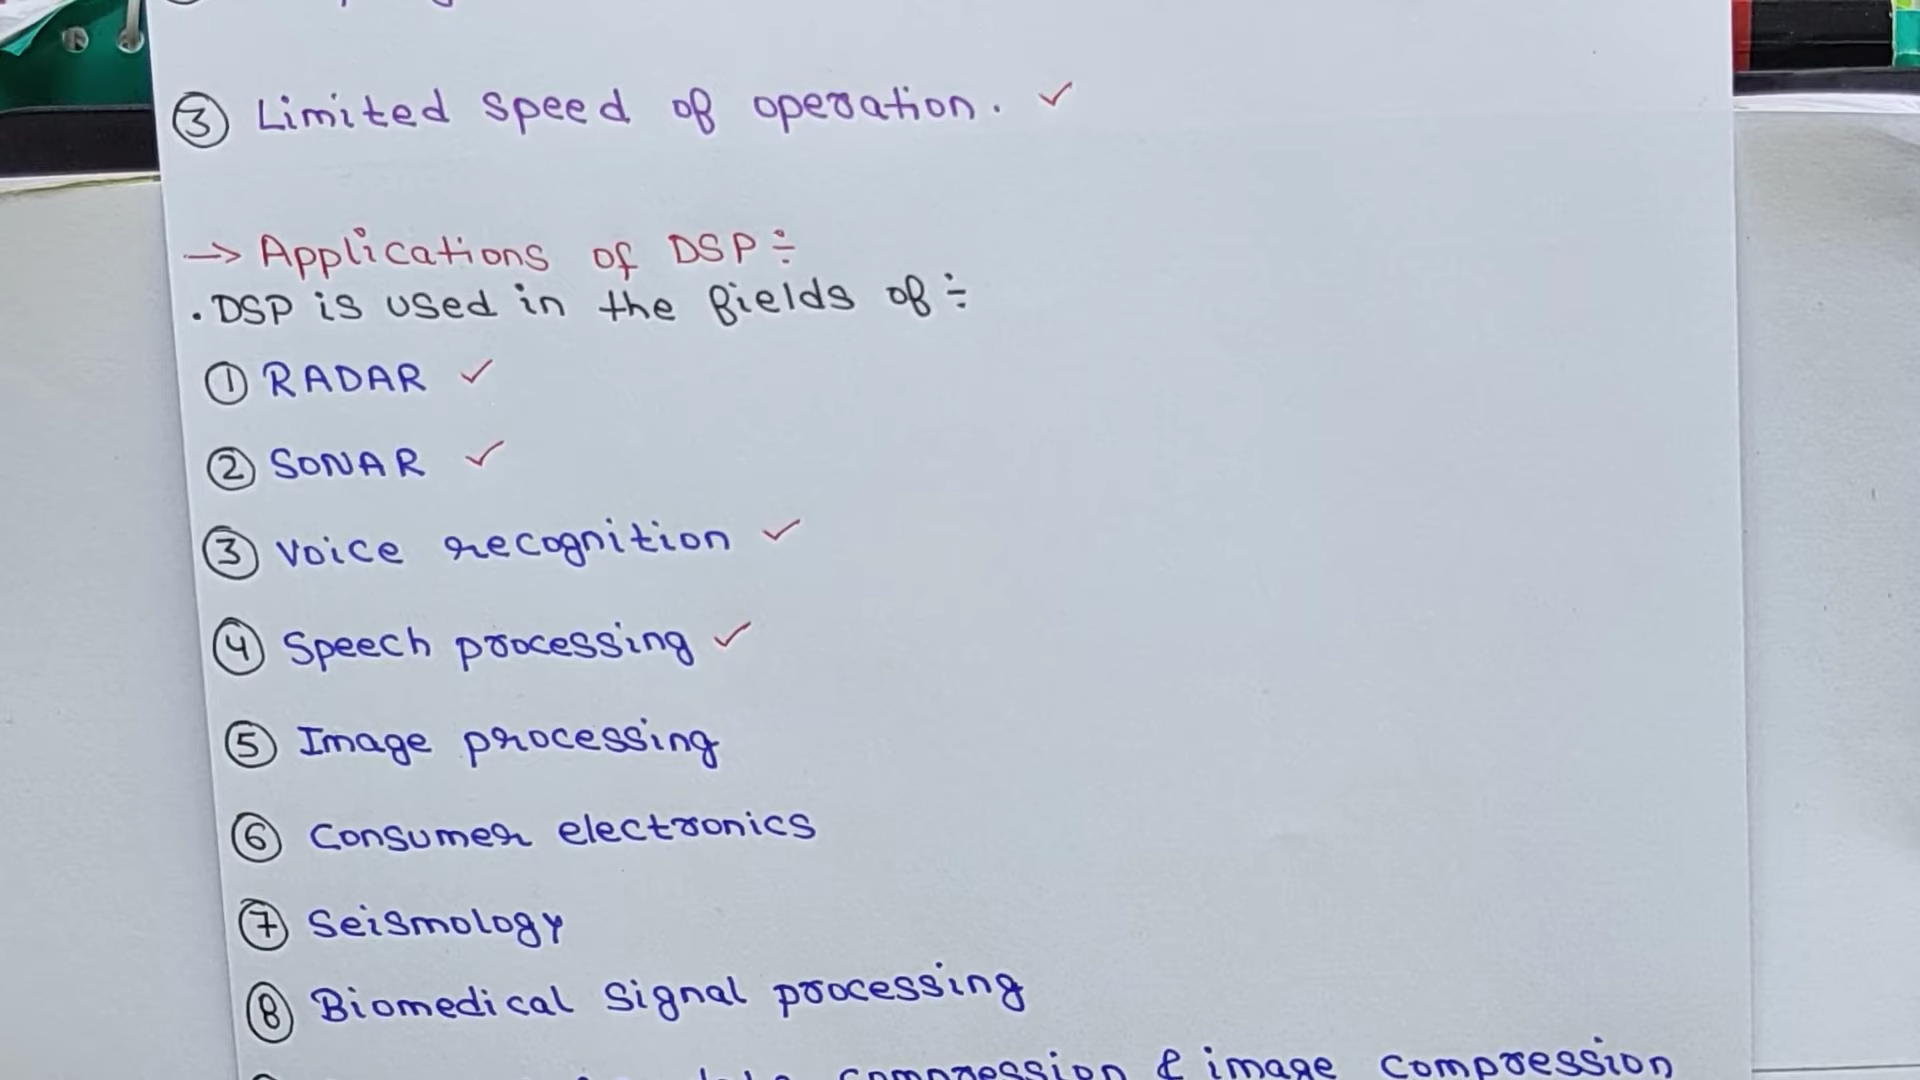 ③ Limited speed of operation. ✓
→ Applications of DSP ÷
. DSP is used in the fields of ÷
① RADAR ✓
② SONAR ✓
③ Voice recognition ✓
④ Speech processing ✓
⑤ Image processing
⑥ Consumer electronics
⑦ Seismology
⑧ Biomedical Signal processing
compression & image compression